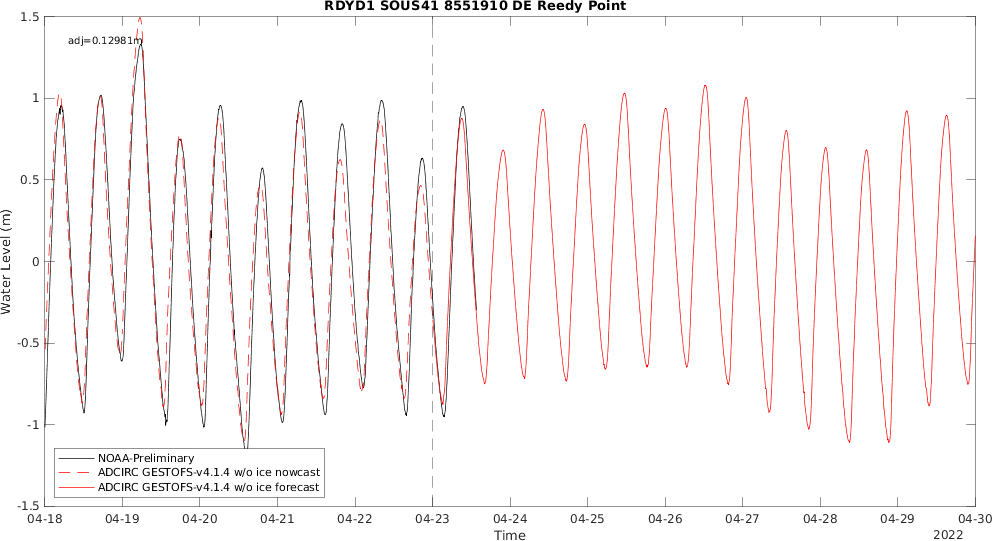 RDYD1 SOUS41 8551910 DE Reedy Point
adj=0.12981m
1.5
1
0.5
0
-0.5
-1
-1.5
Water Level (m)
NOAA-Preliminary
ADCIRC GESTOFS-v4.1.4 w/o ice nowcast
ADCIRC GESTOFS-v4.1.4 w/o ice forecast
04-18 04-19 04-20 04-21 04-22 04-23 04-24 04-25 04-26 04-27 04-28 04-29 04-30
Time
2022